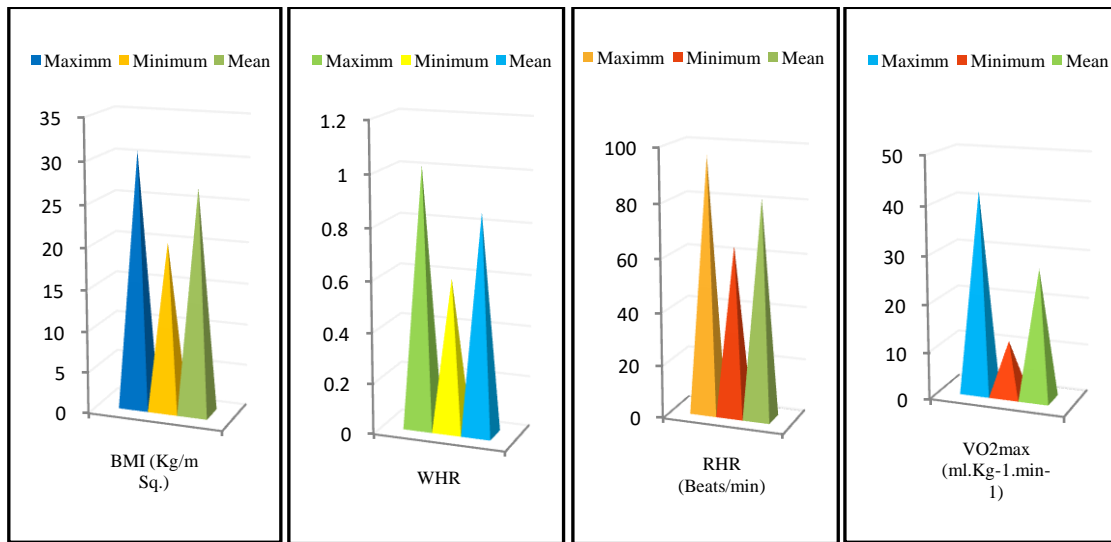 Maximm Minimum Mean
35
30
25
20
15
10
5
0
BMI (Kg/m
Sq.)
Maximm Minimum Mean
1.2
1
0.8
0.6
0.4
0.2
0
WHR
Maximm Minimum Mean
100
80
60
40
20
0
RHR
(Beats/min)
Maximm Minimum Mean
50
40
30
20
10
0
VO2max
(ml.Kg-1.min-
1)